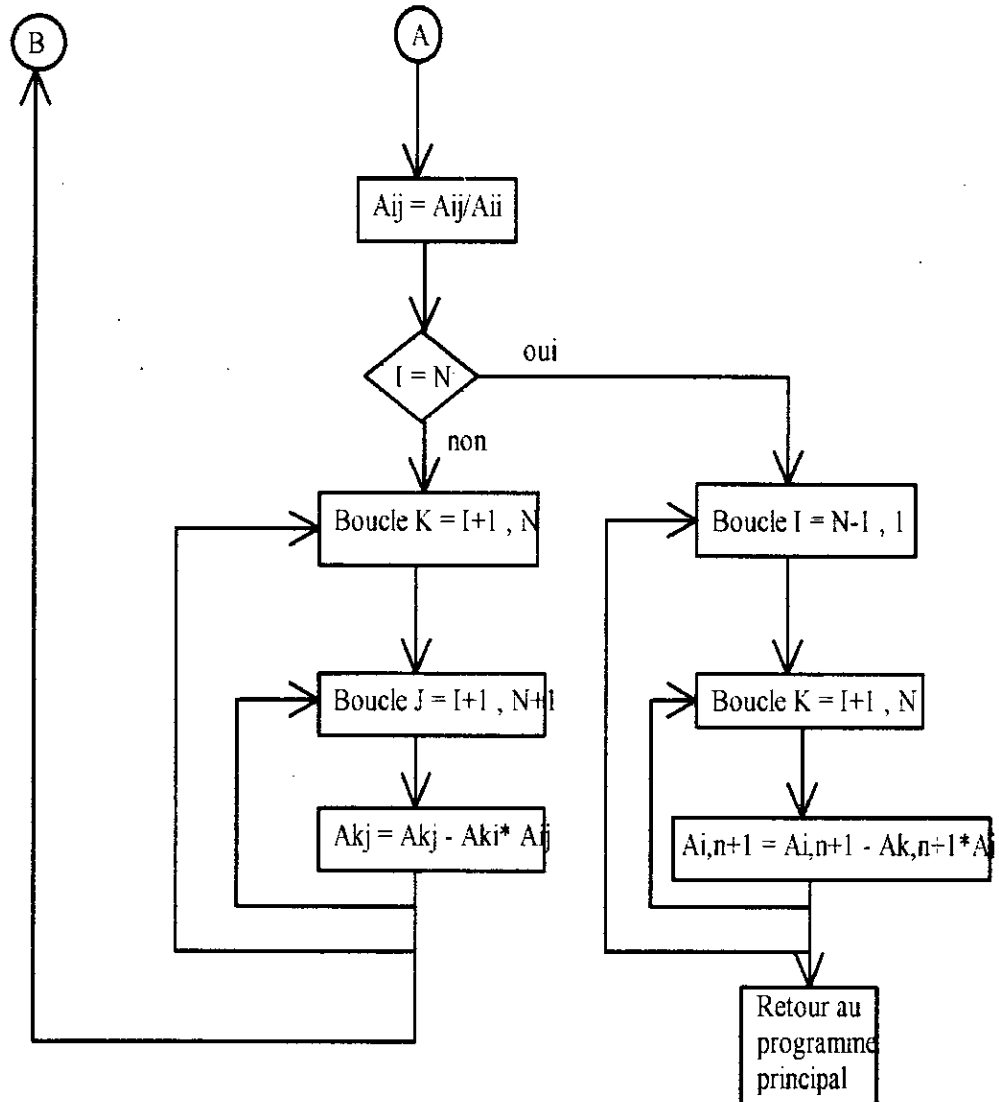 B
A
Aij = Aij/Aii
I = N
oui
non
Boucle K = I+1 , N
Boucle I = N-1 , 1
Boucle J = I+1 , N+1
Boucle K = I+1 , N
Akj = Akj - Aki* Aij
Ai,n+1 = Ai,n+1 - Ak,n+1*Ai
Retour au
programme
principal